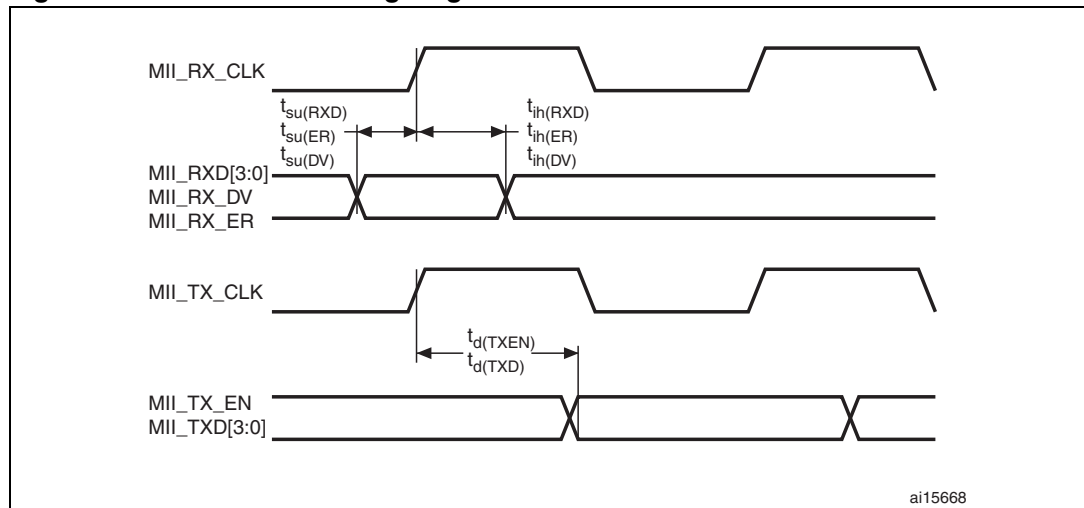 MII_RX_CLK
tsu(RXD)
tsu(ER)
tsu(DV)
tih(RXD)
tih(ER)
tih(DV)
MII_RXD[3:0]
MII_RX_DV
MII_RX_ER
MII_TX_CLK
td(TXEN)
td(TXD)
MII_TX_EN
MII_TXD[3:0]
ai15668